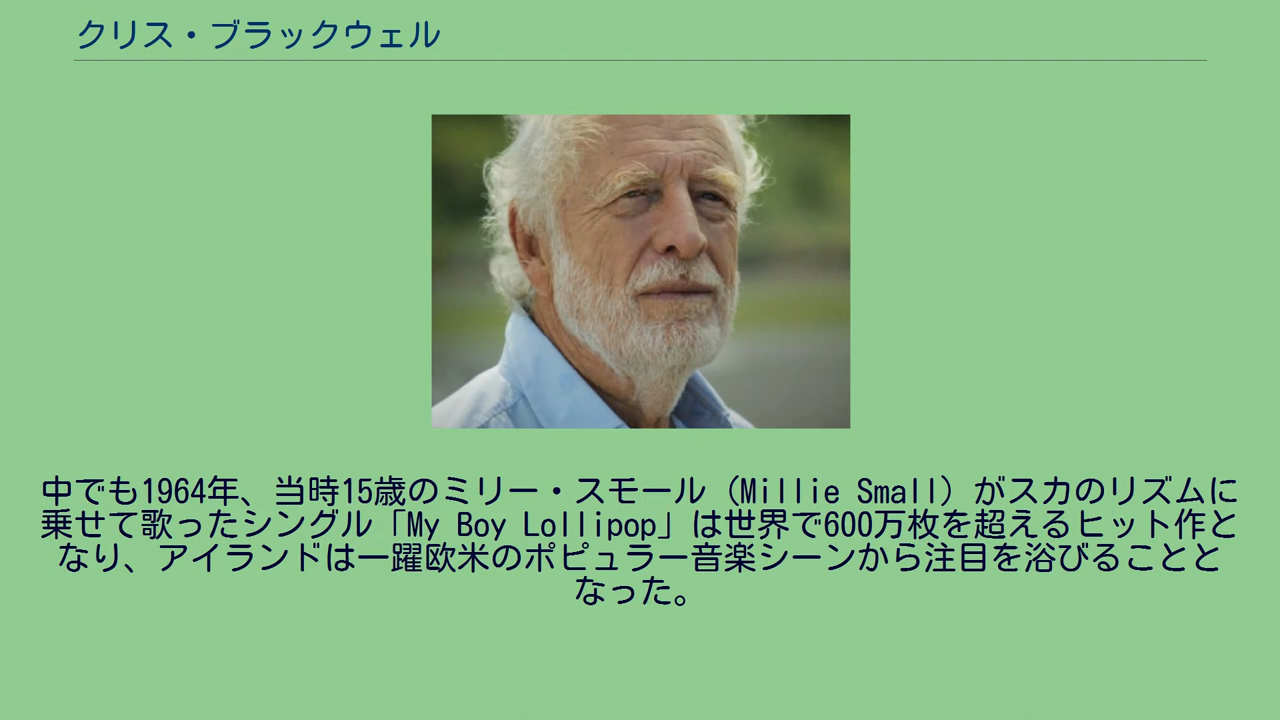 クリス・ブラックウェル
中でも1964年、当時15歳のミリー・スモール（Millie Small）がスカのリズムに
乗せて歌ったシングル「My Boy Lollipop」は世界で600万枚を超えるヒット作と
なり、アイランドは一躍欧米のポピュラー音楽シーンから注目を浴びることと
なった。